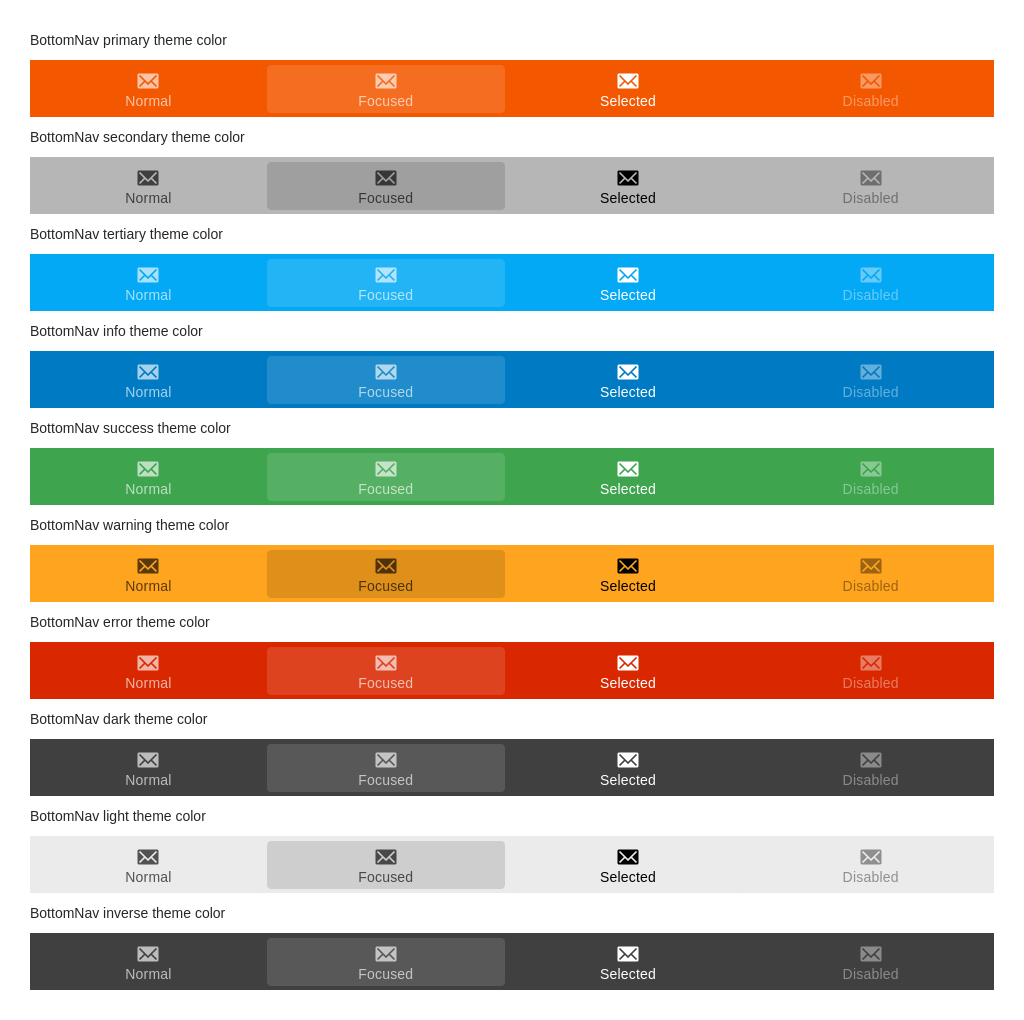 BottomNav primary theme color
Normal Focused Selected Disabled
BottomNav secondary theme color
Normal Focused Selected Disabled
BottomNav tertiary theme color
Normal Focused Selected Disabled
BottomNav info theme color
Normal Focused Selected Disabled
BottomNav success theme color
Normal Focused Selected Disabled
BottomNav warning theme color
Normal Focused Selected Disabled
BottomNav error theme color
Normal Focused Selected Disabled
BottomNav dark theme color
Normal Focused Selected Disabled
BottomNav light theme color
Normal Focused Selected Disabled
BottomNav inverse theme color
Normal Focused Selected Disabled